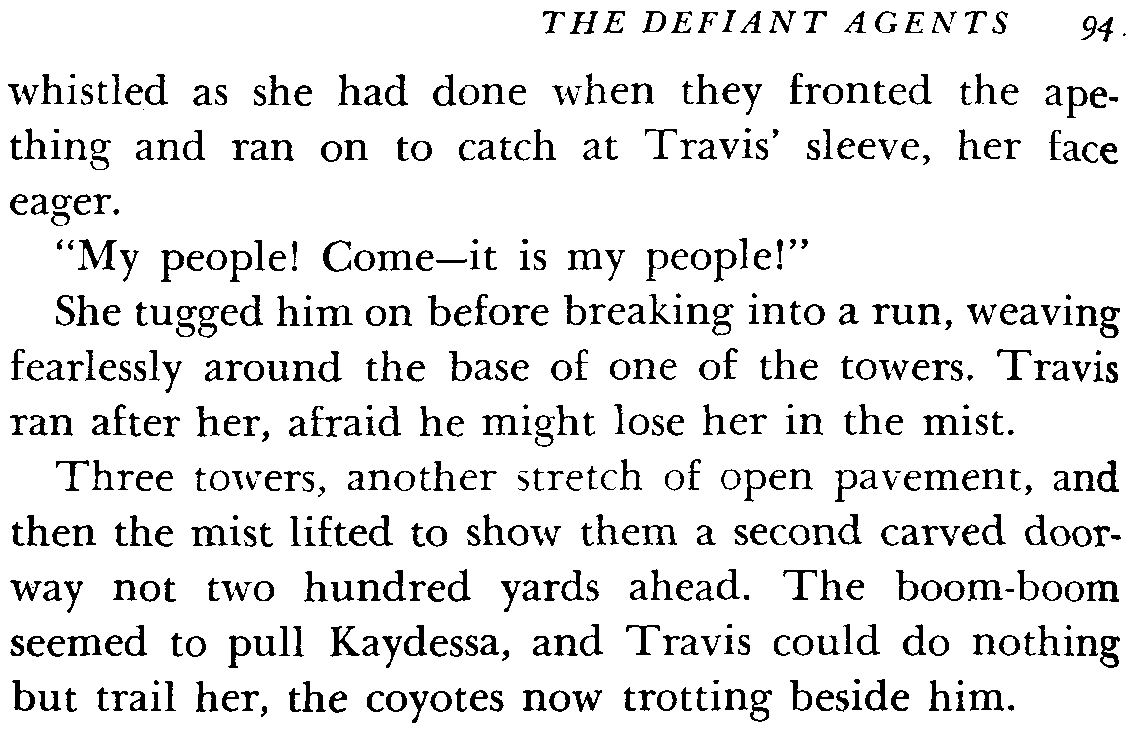 THE DEFIANT AGENTS 94.
whistled as she had done when they fronted the ape-
thing and ran on to catch at Travis’ sleeve, her face
eager.
“My people! Come—it is my people!”
She tugged him on before breaking into a run, weaving
fearlessly around the base of one of the towers. Travis
ran after her, afraid he might lose her in the mist.
Three towers, another stretch of open pavement, and
then the mist lifted to show them a second carved door-
way not two hundred yards ahead. The boom-boom
seemed to pull Kaydessa, and Travis could do nothing
but trail her, the coyotes now trotting beside him.